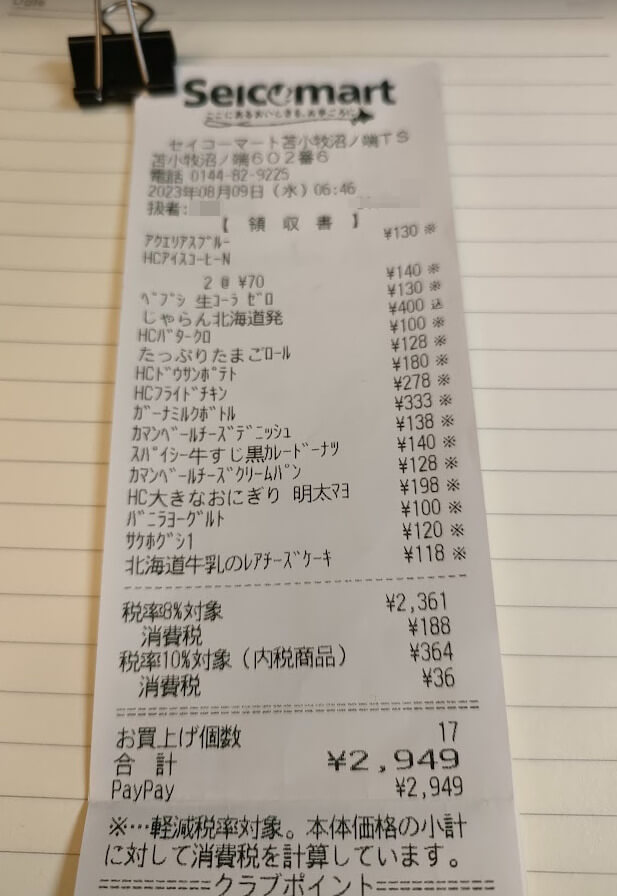 Seicomart
セイコーマート苫小牧沼ノ端TS
苫小牧沼ノ端602番6
電話 0144-82-9225
2023年08月09日(水)06:46
扱者:
【 領 収 書 】
アクエリアスブルー ¥130 ※
HCアイスコーヒーN
2 @ ¥70 ¥140 ※
ペプシ 生コーラ ゼロ ¥130 ※
じゃらん北海道発 ¥400 込
HCバタークロ ¥100 ※
たっぷりたまごロール ¥128 ※
HCドウサンポテト ¥180 ※
HCフライドチキン ¥278 ※
ガーナミルクボトル ¥333 ※
カマンベールチーズデニッシュ ¥138 ※
スパイシー牛すじ黒カレードーナツ ¥140 ※
カマンベールチーズクリームパン ¥128 ※
HC大きなおにぎり 明太マヨ ¥198 ※
バニラヨーグルト ¥100 ※
サケホグシ1 ¥120 ※
北海道牛乳のレアチーズケーキ ¥118 ※
税率8%対象 ¥2,361
消費税 ¥188
税率10%対象(内税商品) ¥364
消費税 ¥36
お買上げ個数 17
合 計 ¥2,949
PayPay ¥2,949
※…軽減税率対象。本体価格の小計
に対して消費税を計算しています。
======クラブポイント======